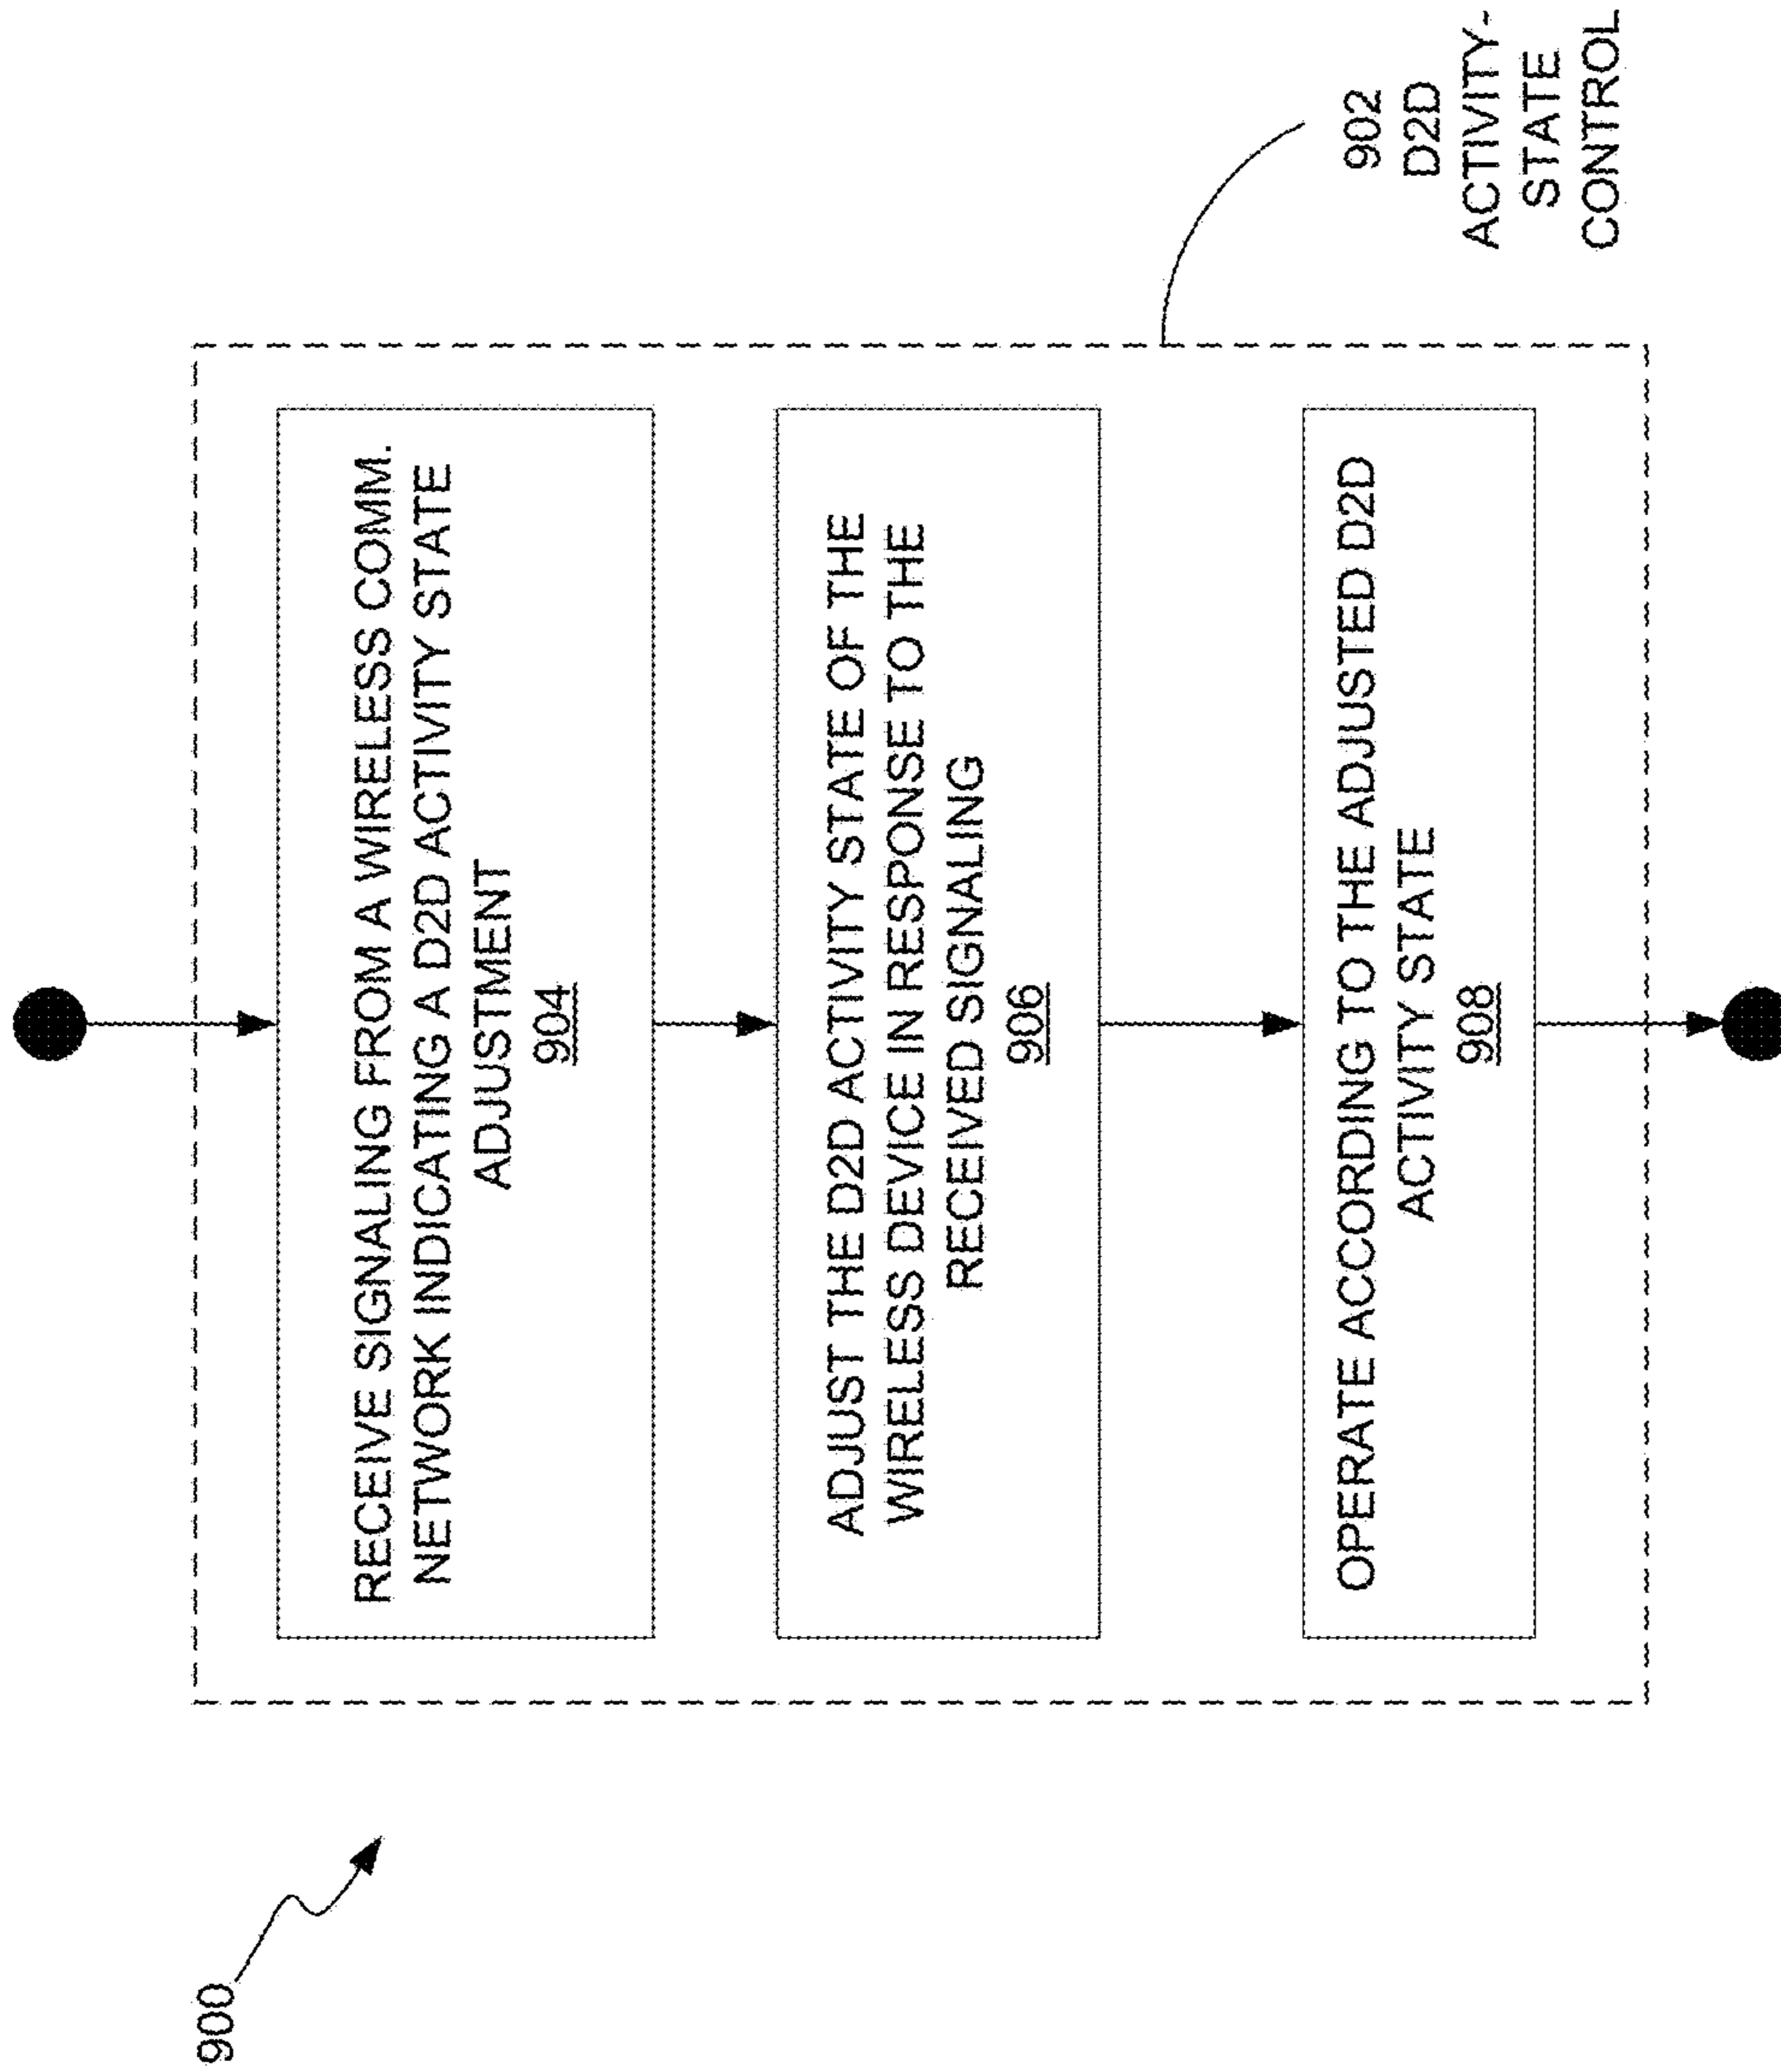 900
RECEIVE SIGNALING FROM A WIRELESS COMM.
NETWORK INDICATING A D2D ACTIVITY STATE
ADJUSTMENT
904
ADJUST THE D2D ACTIVITY STATE OF THE
WIRELESS DEVICE IN RESPONSE TO THE
RECEIVED SIGNALING
906
OPERATE ACCORDING TO THE ADJUSTED D2D
ACTIVITY STATE
908
902
D2D
ACTIVITY-
STATE
CONTROL